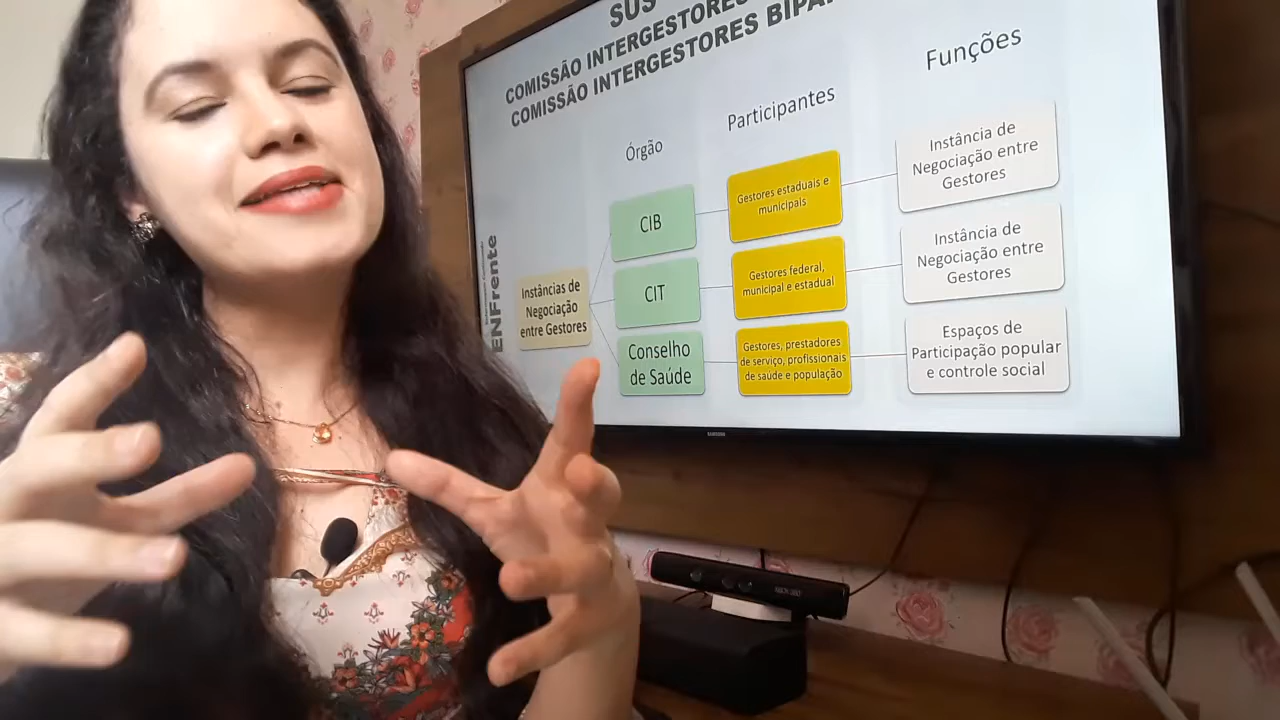 SUS
COMISSÃO INTERGESTORES
COMISSÃO INTERGESTORES
Órgão
Participantes
Funções
Instâncias de
Negociação
entre Gestores
CIB
Gestores estaduais e
municipais
Instância de
Negociação entre
Gestores
CIT
Gestores federal,
municipal e estadual
Instância de
Negociação entre
Gestores
Conselho
de Saúde
Gestores, prestadores
de serviço, profissionais
de saúde e população
Espaços de
Participação popular
e controle social
ENFrente
SAMSUNG
XBOX 360